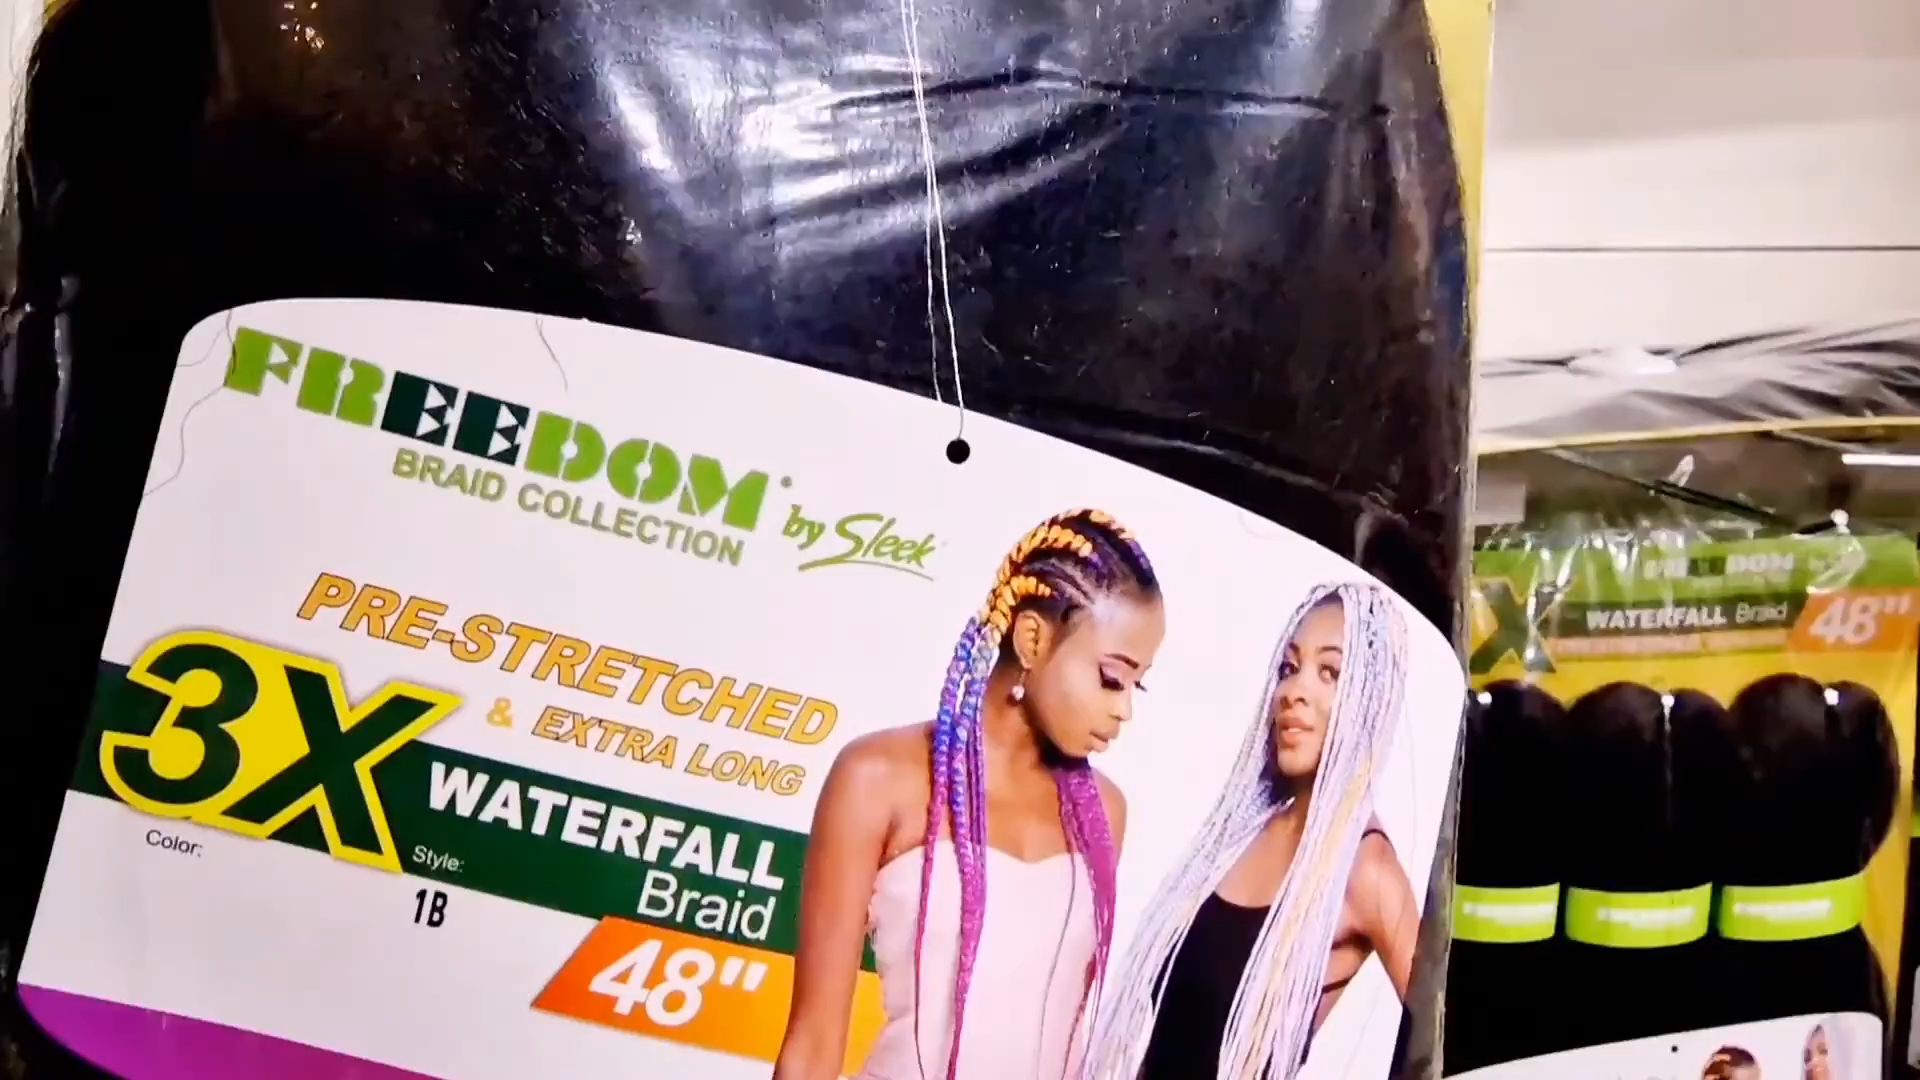 FREEDOM
BRAID COLLECTION
by Sleek
PRE-STRETCHED
& EXTRA LONG
3X
WATERFALL
Braid
Color:
Style:
1B
48"
FREEDOM
WATERFALL Braid
48"